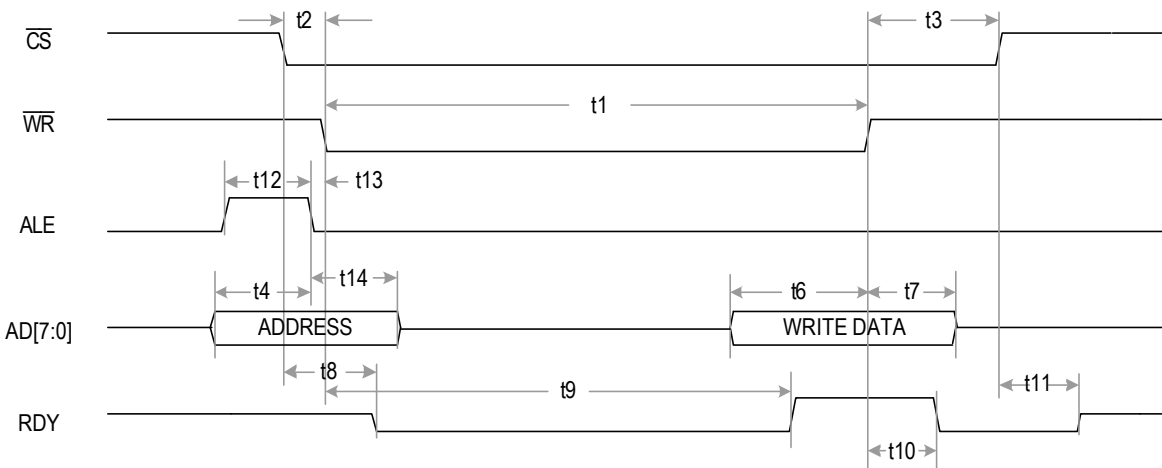 t2
t3
CS
t1
WR
t12
t13
ALE
t4
t14
t6
t7
AD[7:0]
ADDRESS
WRITE DATA
t8
t9
t11
RDY
t10